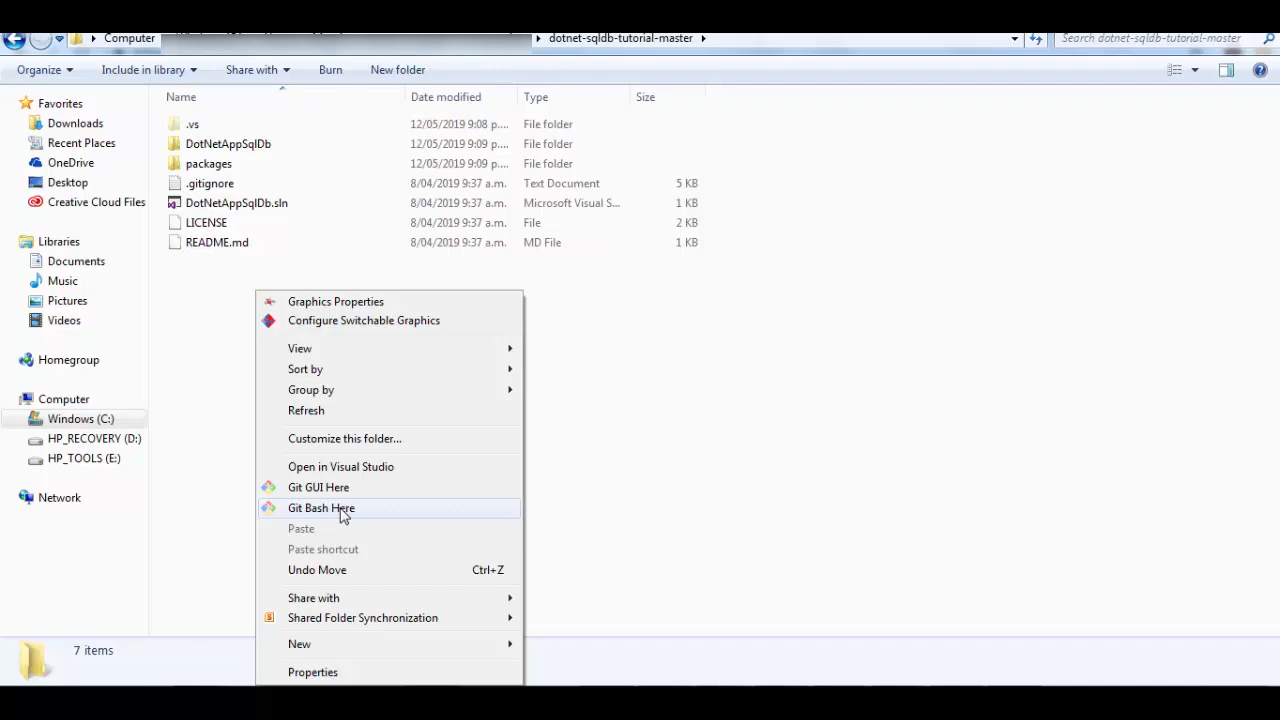 Computer
dotnet-sqldb-tutorial-master
Search dotnet-sqldb-tutorial-master
Organize Include in library Share with Burn New folder
Name Date modified Type Size
Favorites
Downloads
Recent Places
OneDrive
Desktop
Creative Cloud Files
Libraries
Documents
Music
Pictures
Videos
Homegroup
Computer
Windows (C:)
HP_RECOVERY (D:)
HP_TOOLS (E:)
Network
.vs 12/05/2019 9:08 p.... File folder
DotNetAppSqlDb 12/05/2019 9:09 p.... File folder
packages 12/05/2019 9:09 p.... File folder
.gitignore 8/04/2019 9:37 a.m. Text Document 5 KB
DotNetAppSqlDb.sln 8/04/2019 9:37 a.m. Microsoft Visual S... 1 KB
LICENSE 8/04/2019 9:37 a.m. File 2 KB
README.md 8/04/2019 9:37 a.m. MD File 1 KB
Graphics Properties
Configure Switchable Graphics
View
Sort by
Group by
Refresh
Customize this folder...
Open in Visual Studio
Git GUI Here
Git Bash Here
Paste
Paste shortcut
Undo Move Ctrl+Z
Share with
Shared Folder Synchronization
New
Properties
7 items